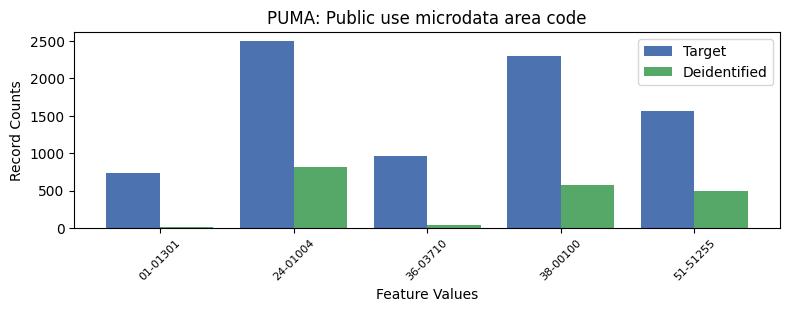 PUMA: Public use microdata area code
Target
Deidentified
Record Counts
2500
2000
1500
1000
500
0
01-01301
24-01004
36-03710
38-00100
51-51255
Feature Values